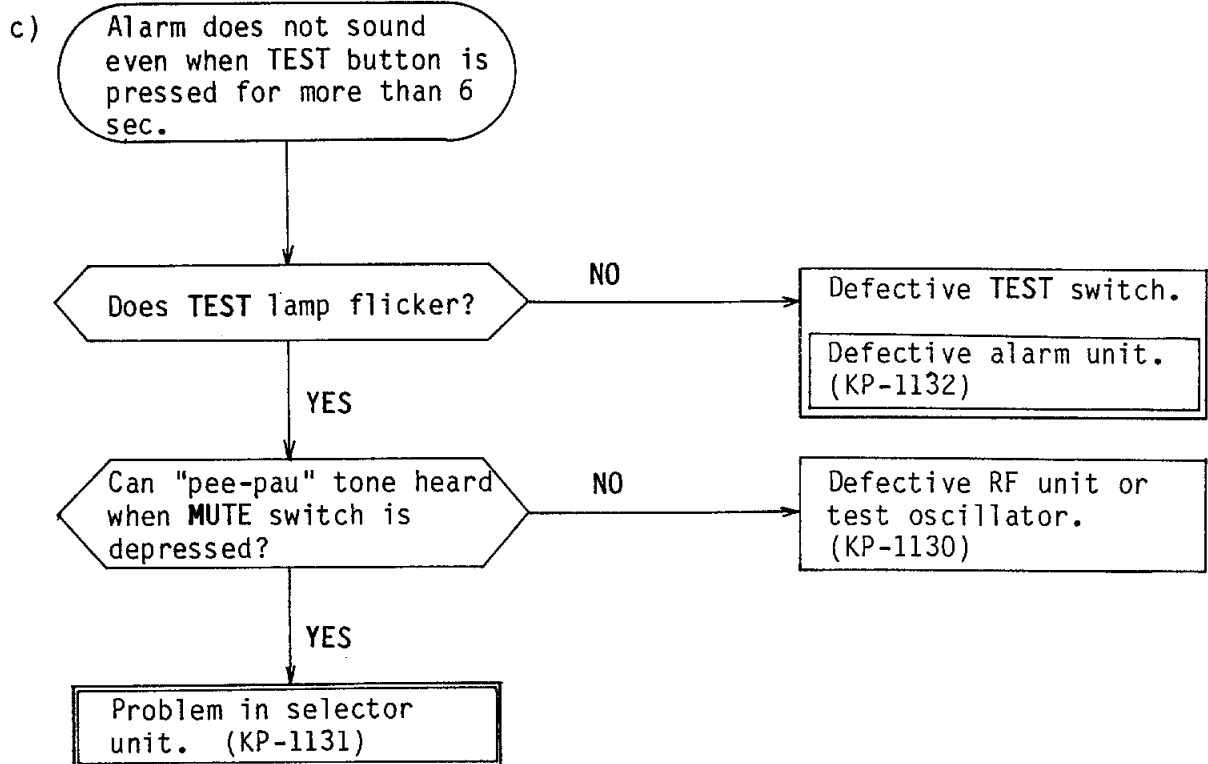 c)
Alarm does not sound
even when TEST button is
pressed for more than 6
sec.
Does TEST lamp flicker?
NO
Defective TEST switch.
Defective alarm unit.
(KP-1132)
YES
Can "pee-pau" tone heard
when MUTE switch is
depressed?
NO
Defective RF unit or
test oscillator.
(KP-1130)
YES
Problem in selector
unit. (KP-1131)